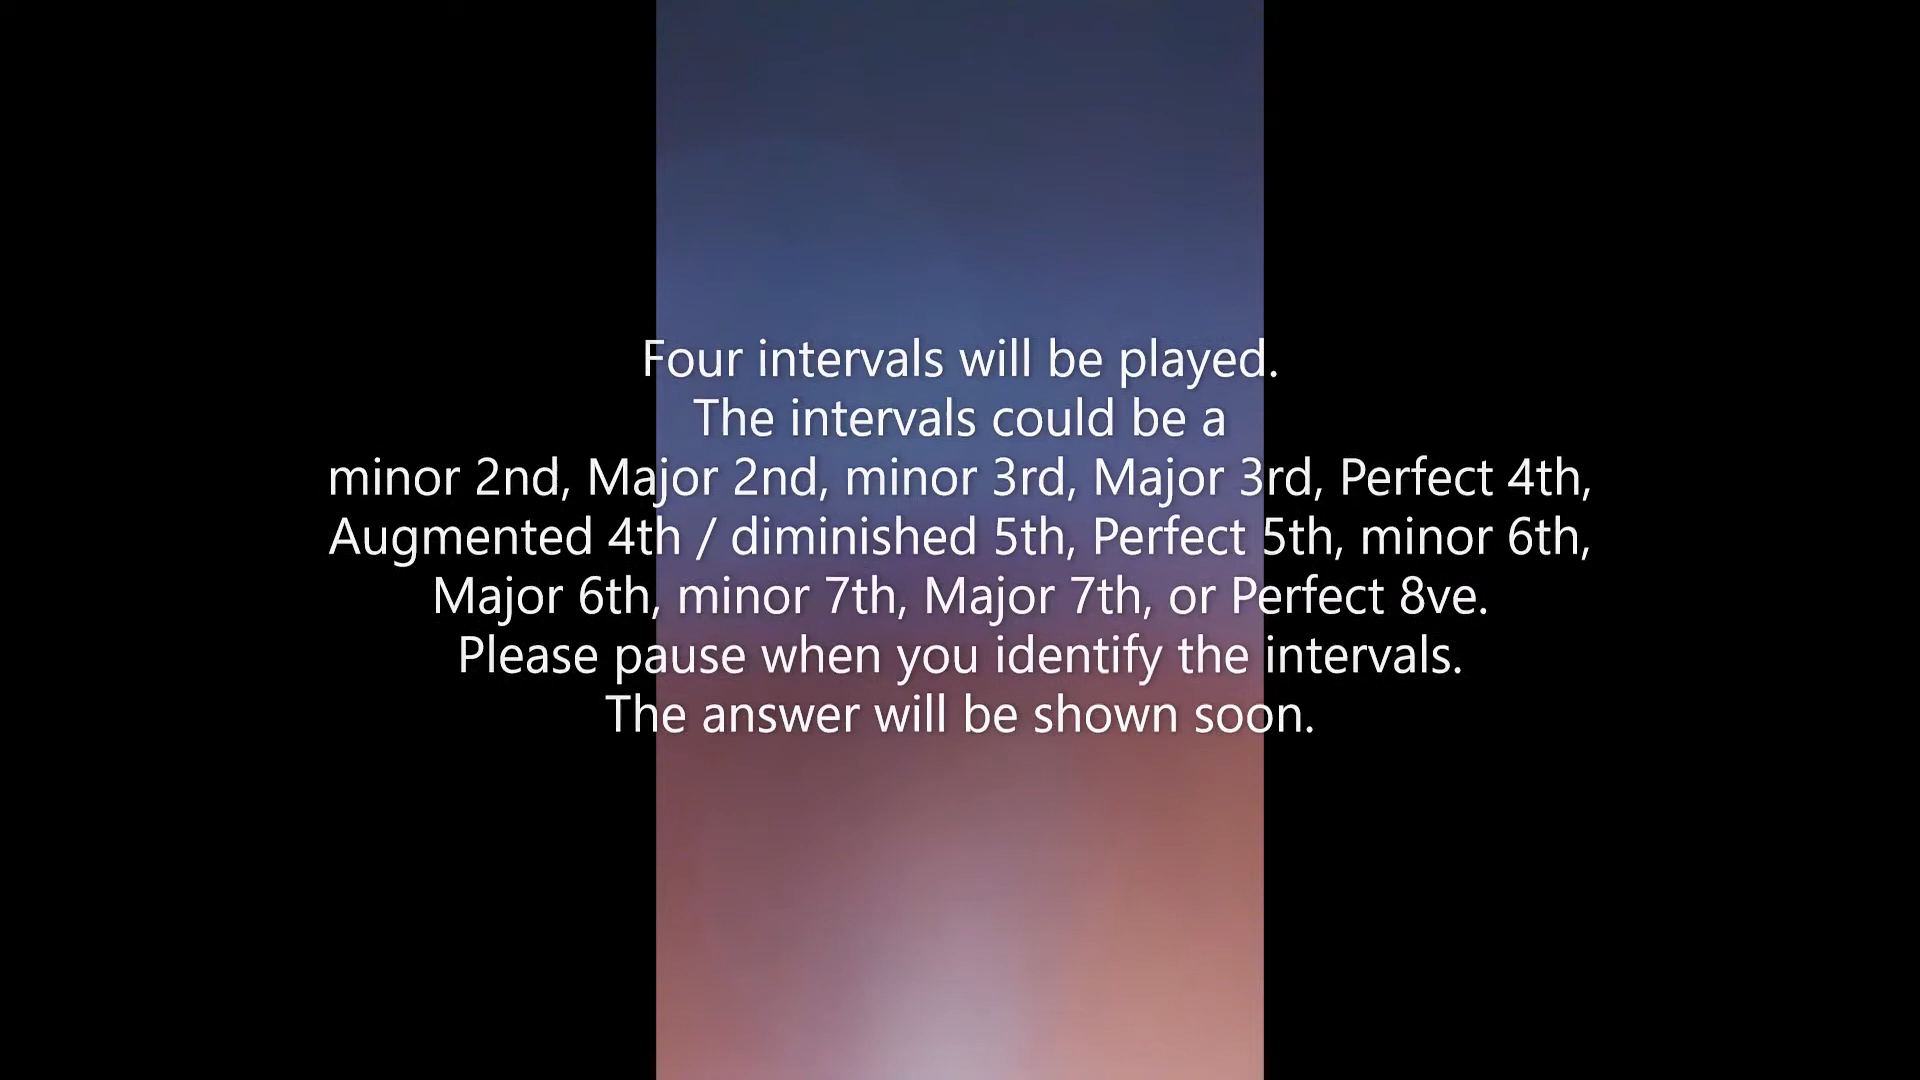 Four intervals will be played.
The intervals could be a
minor 2nd, Major 2nd, minor 3rd, Major 3rd, Perfect 4th,
Augmented 4th / diminished 5th, Perfect 5th, minor 6th,
Major 6th, minor 7th, Major 7th, or Perfect 8ve.
Please pause when you identify the intervals.
The answer will be shown soon.